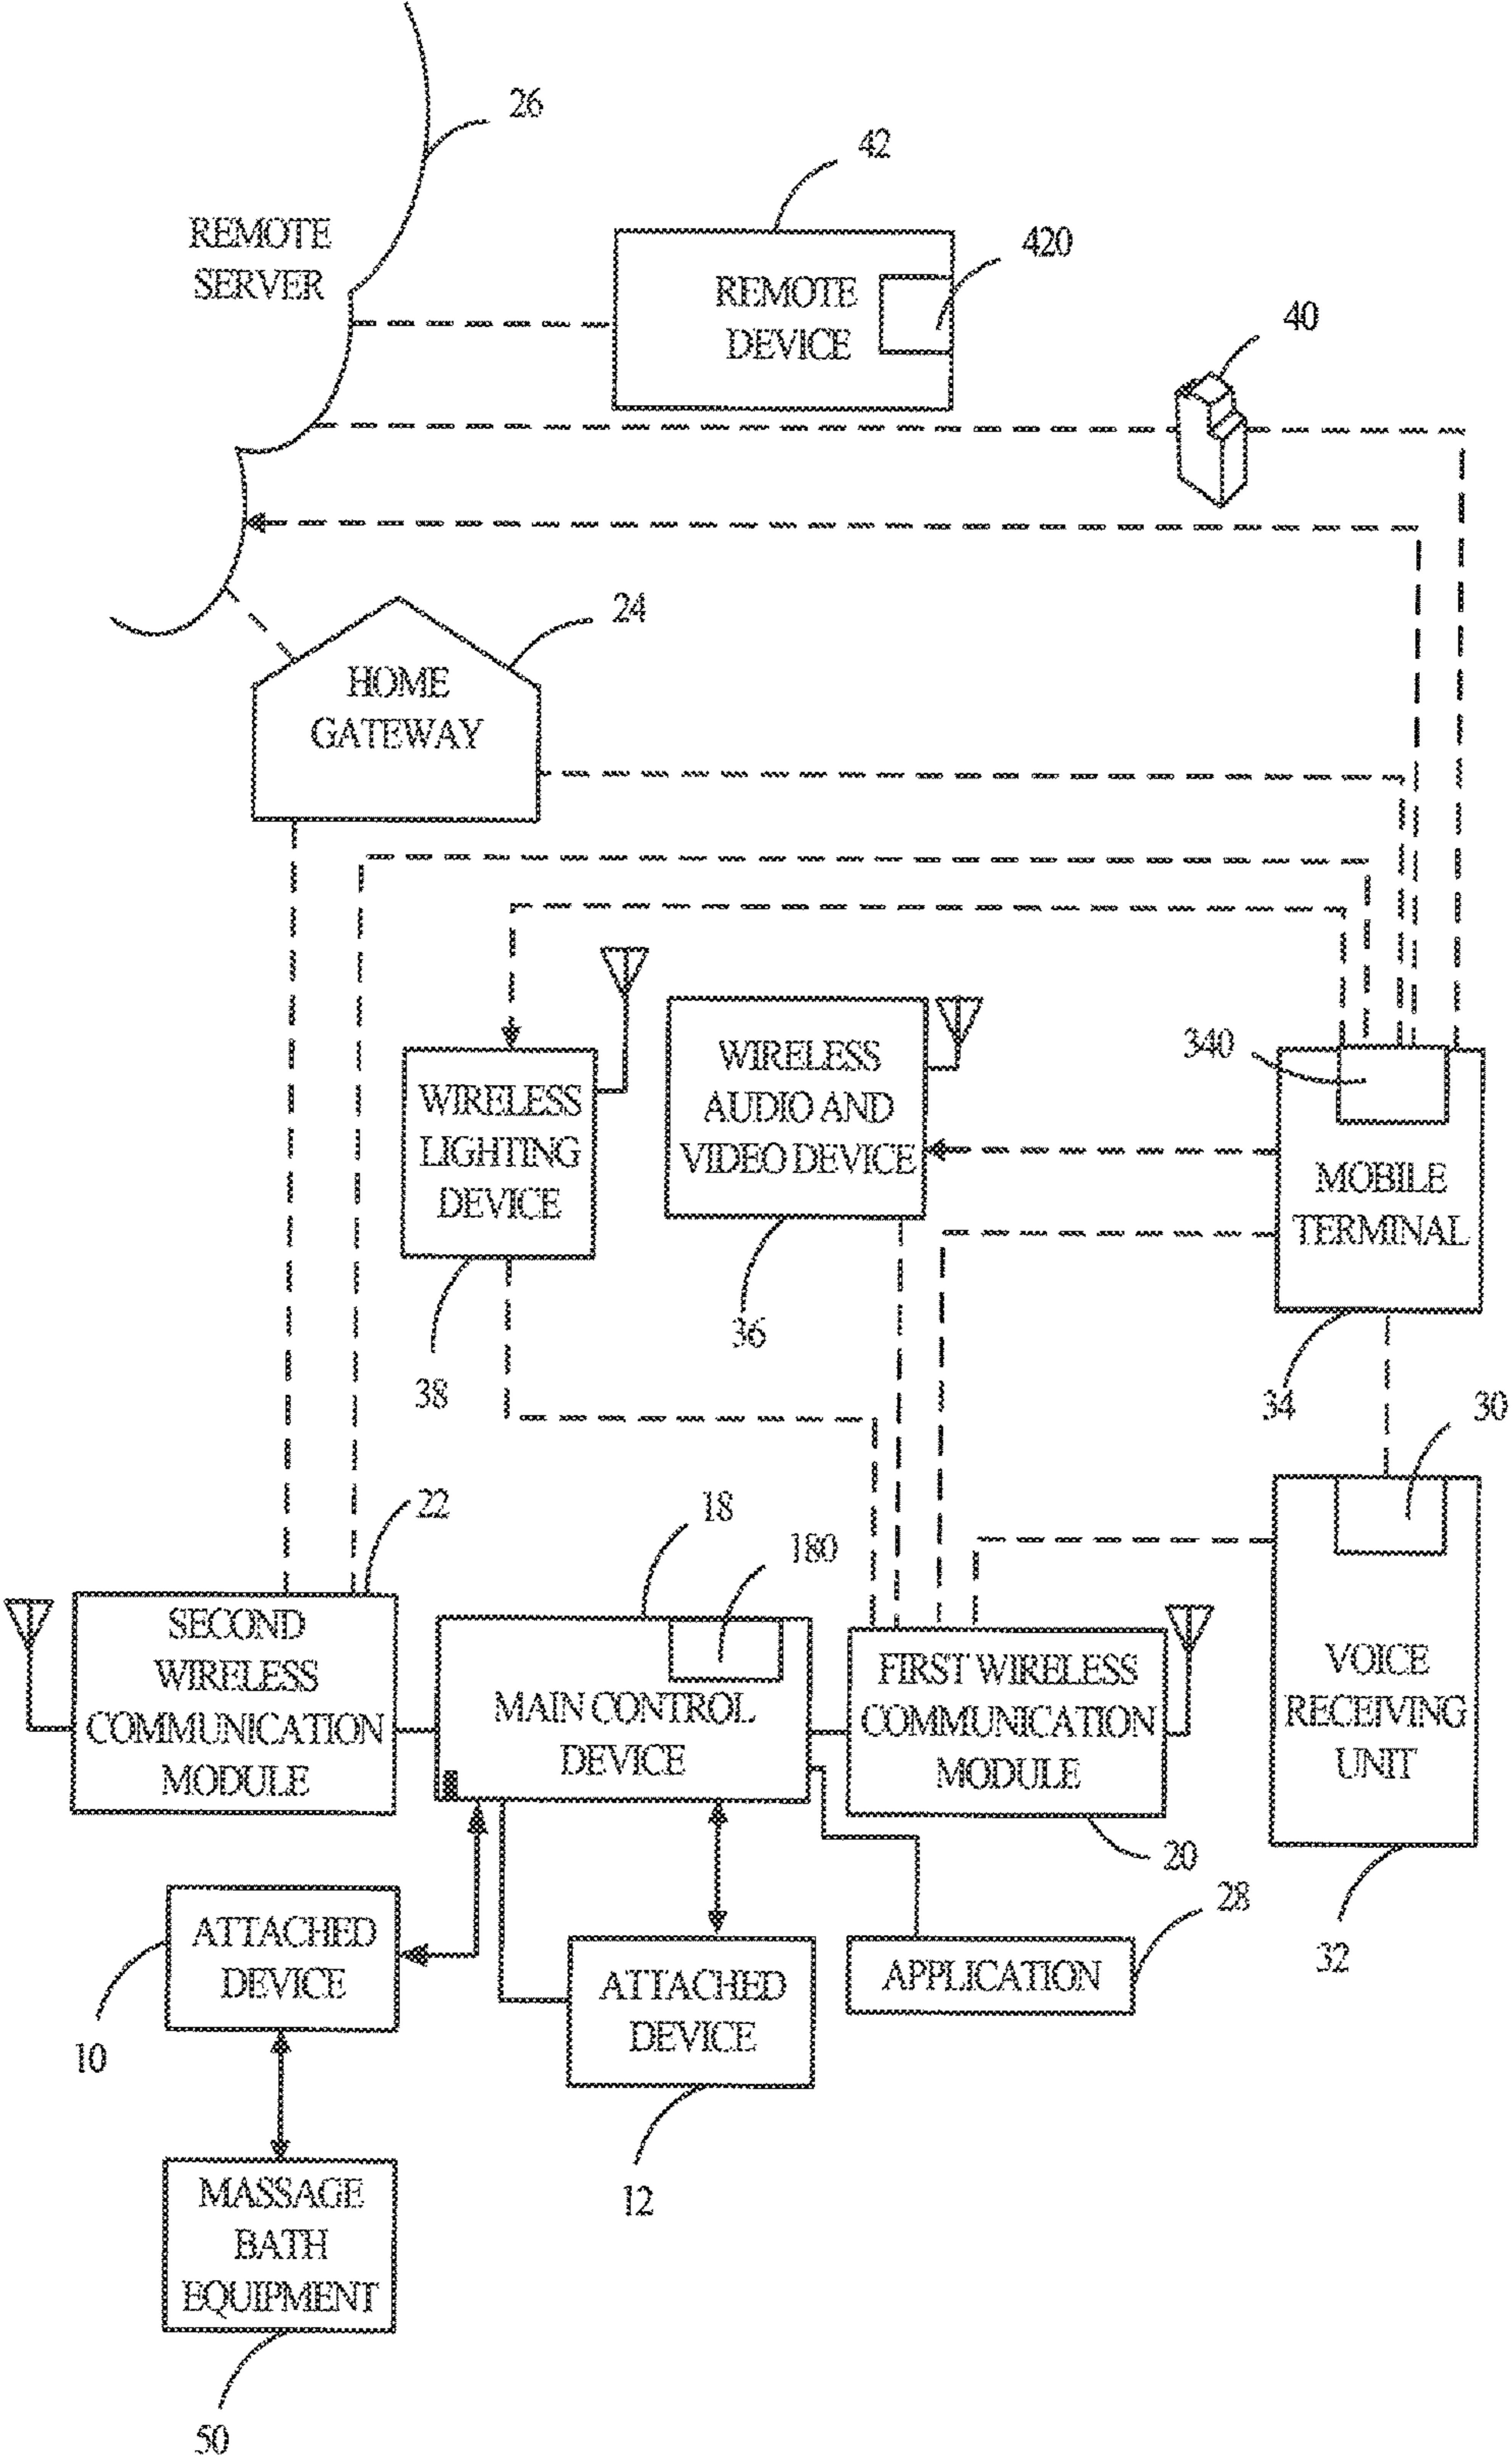 26
42
REMOTE
SERVER
420
REMOTE
DEVICE
40
24
HOME
GATEWAY
340
WIRELESS
AUDIO AND
VIDEO DEVICE
WIRELESS
LIGHTING
DEVICE
MOBILE
TERMINAL
36
38
34
30
22
18
180
SECOND
WIRELESS
COMMUNICATION
MODULE
MAIN CONTROL
DEVICE
FIRST WIRELESS
COMMUNICATION
MODULE
VOICE
RECEIVING
UNIT
20
28
32
ATTACHED
DEVICE
10
ATTACHED
DEVICE
APPLICATION
12
MASSAGE
BATH
EQUIPMENT
50